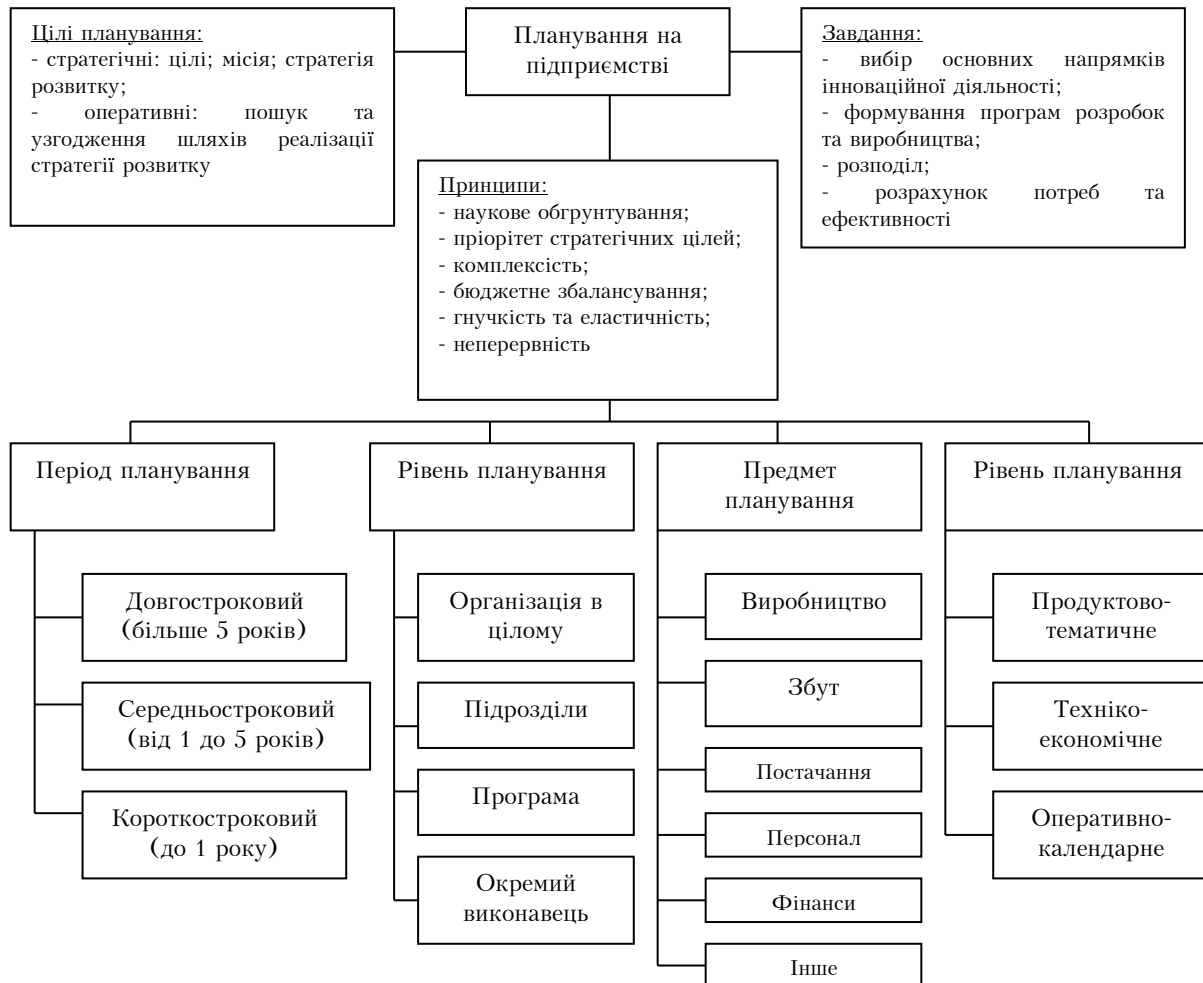 Цілі планування:
- стратегічні: цілі; місія; стратегія
розвитку;
- оперативні: пошук та
узгодження шляхів реалізації
стратегії розвитку
Планування на
підприємстві
Завдання:
- вибір основних напрямків
інноваційної діяльності;
- формування програм розробок
та виробництва;
- розподіл;
- розрахунок потреб та
ефективності
Принципи:
- наукове обгрунтування;
- пріорітет стратегічних цілей;
- комплексість;
- бюджетне збалансування;
- гнучкість та еластичність;
- неперервність
Період планування
Рівень планування
Предмет
планування
Рівень планування
Довгостроковий
(більше 5 років)
Середньостроковий
(від 1 до 5 років)
Короткостроковий
(до 1 року)
Організація в
цілому
Підрозділи
Програма
Окремий
виконавець
Виробництво
Збут
Постачання
Персонал
Фінанси
Інше
Продуктово-
тематичне
Техніко-
економічне
Оперативно-
календарне